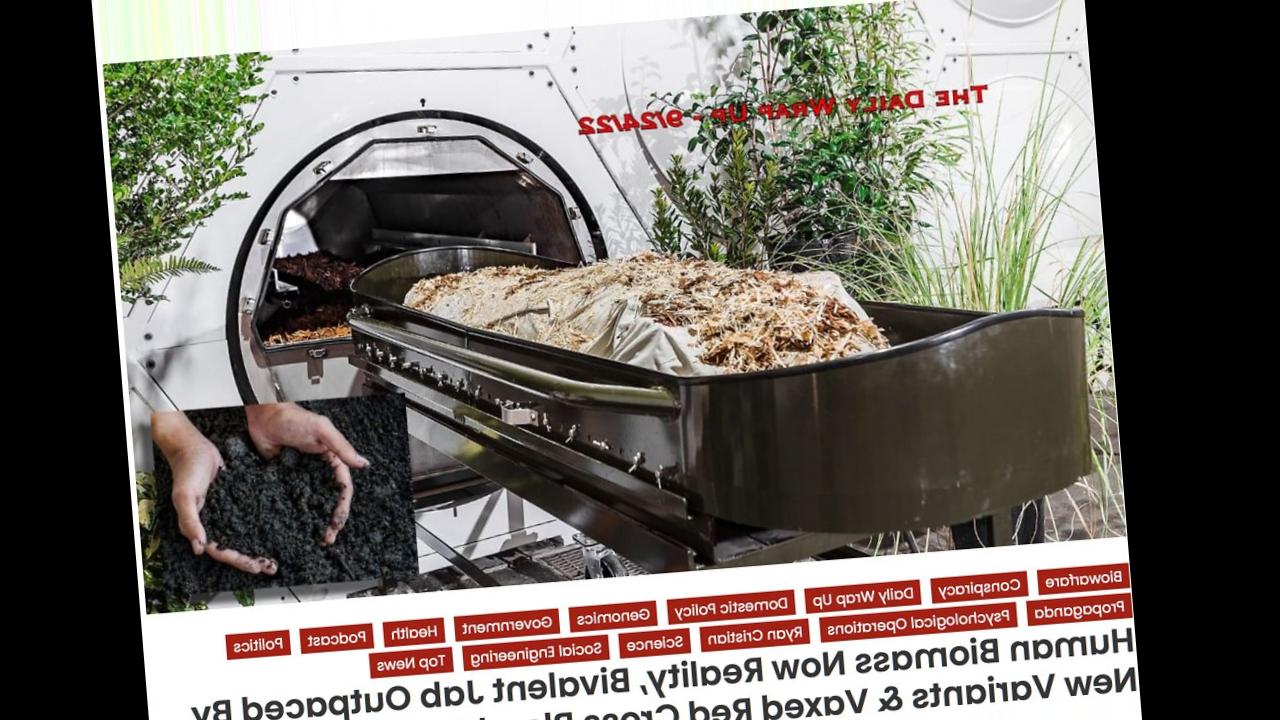 THE DAILY WRAP UP - 9/24/22
Biowarfare Conspiracy Daily Wrap Up Domestic Policy Genomics Government Health Podcast Politics
Propaganda Psychological Operations Ryan Cristian Science Social Engineering Top News
Human Biomass Now Reality, Bivalent Jab Outpaced By
New Variants & Vaxed Red Cross